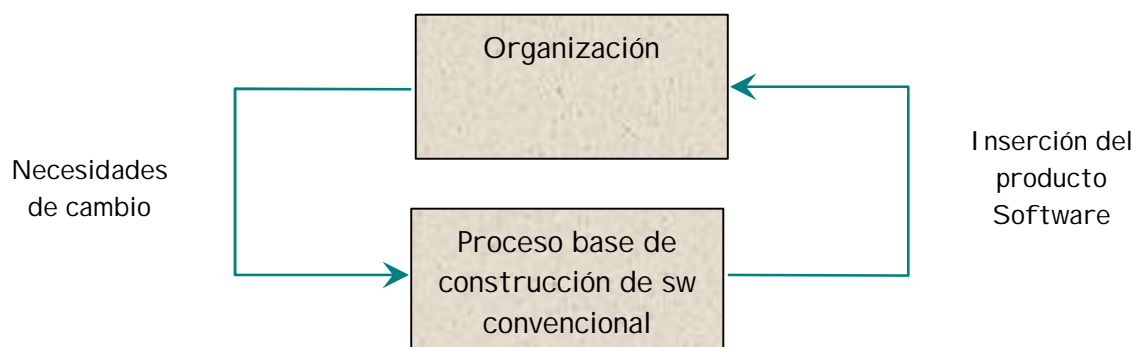 Organización
Necesidades
de cambio
Inserción del
producto
Software
Proceso base de
construcción de sw
convencional